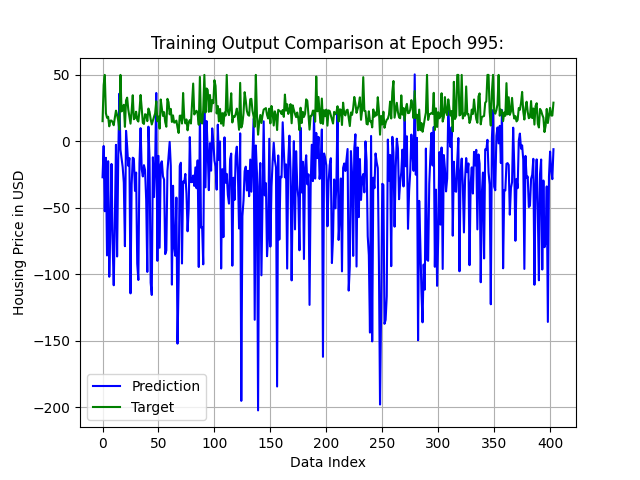 Training Output Comparison at Epoch 995:
Housing Price in USD
50
0
−50
−100
−150
−200
Prediction
Target
0 50 100 150 200 250 300 350 400
Data Index